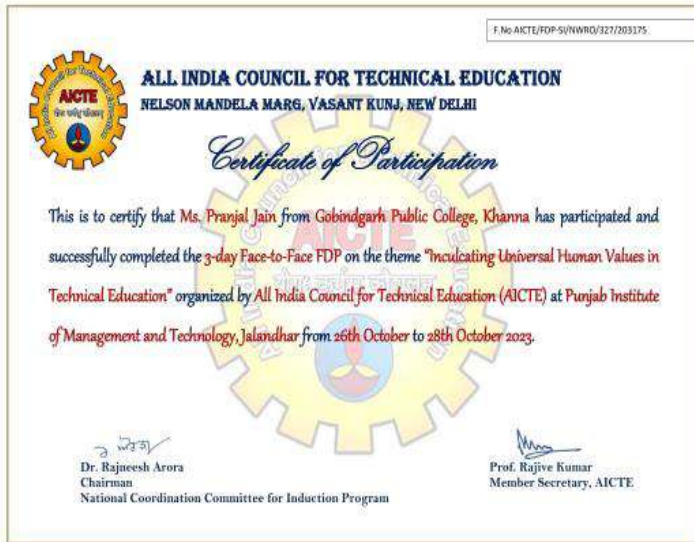 F.No AICTE/FDP-SI/NWRO/327/203175
ALL INDIA COUNCIL FOR TECHNICAL EDUCATION
NELSON MANDELA MARG, VASANT KUNJ, NEW DELHI
AICTE
Certificate of Participation
This is to certify that Ms. Pranjal Jain from Gobindgarh Public College, Khanna has participated and
successfully completed the 3-day Face-to-Face FDP on the theme "Inculcating Universal Human Values in
Technical Education" organized by All India Council for Technical Education (AICTE) at Punjab Institute
of Management and Technology, Jalandhar from 26th October to 28th October 2023.
AICTE
Dr. Rajneesh Arora
Chairman
National Coordination Committee for Induction Program
Prof. Rajive Kumar
Member Secretary, AICTE